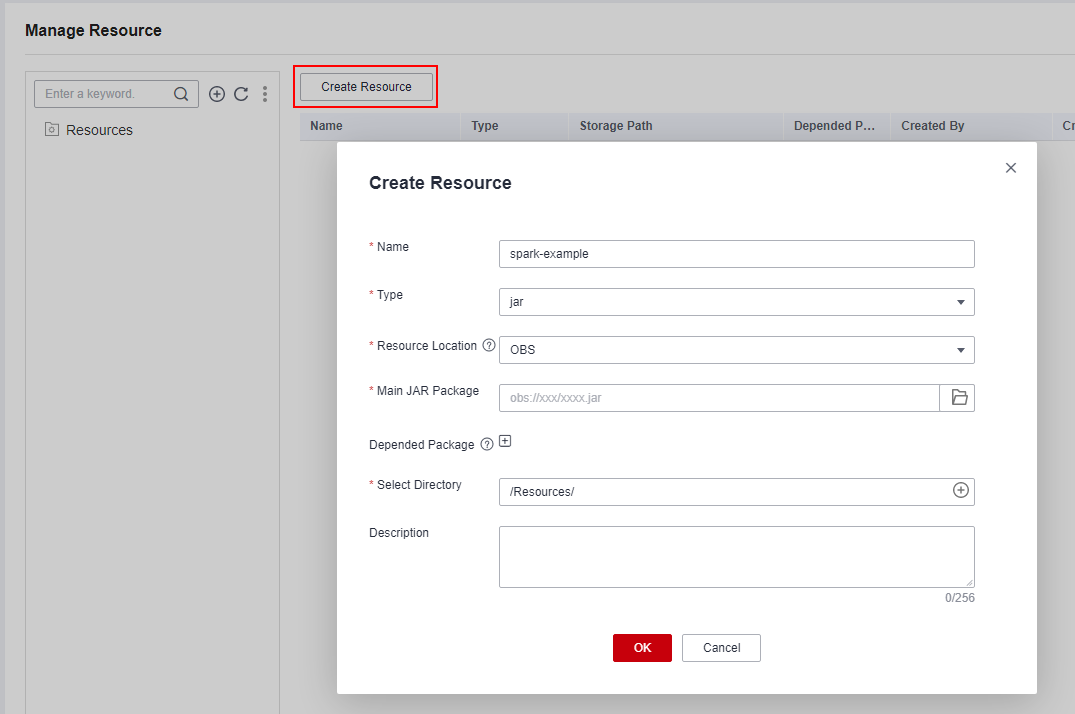 Manage Resource
Enter a keyword.
Create Resource
Resources
Name Type Storage Path Depended P... Created By
Create Resource
* Name spark-example
* Type jar
* Resource Location ? OBS
* Main JAR Package obs://xxx/xxxx.jar
Depended Package ?
* Select Directory /Resources/
Description
0/256
OK Cancel